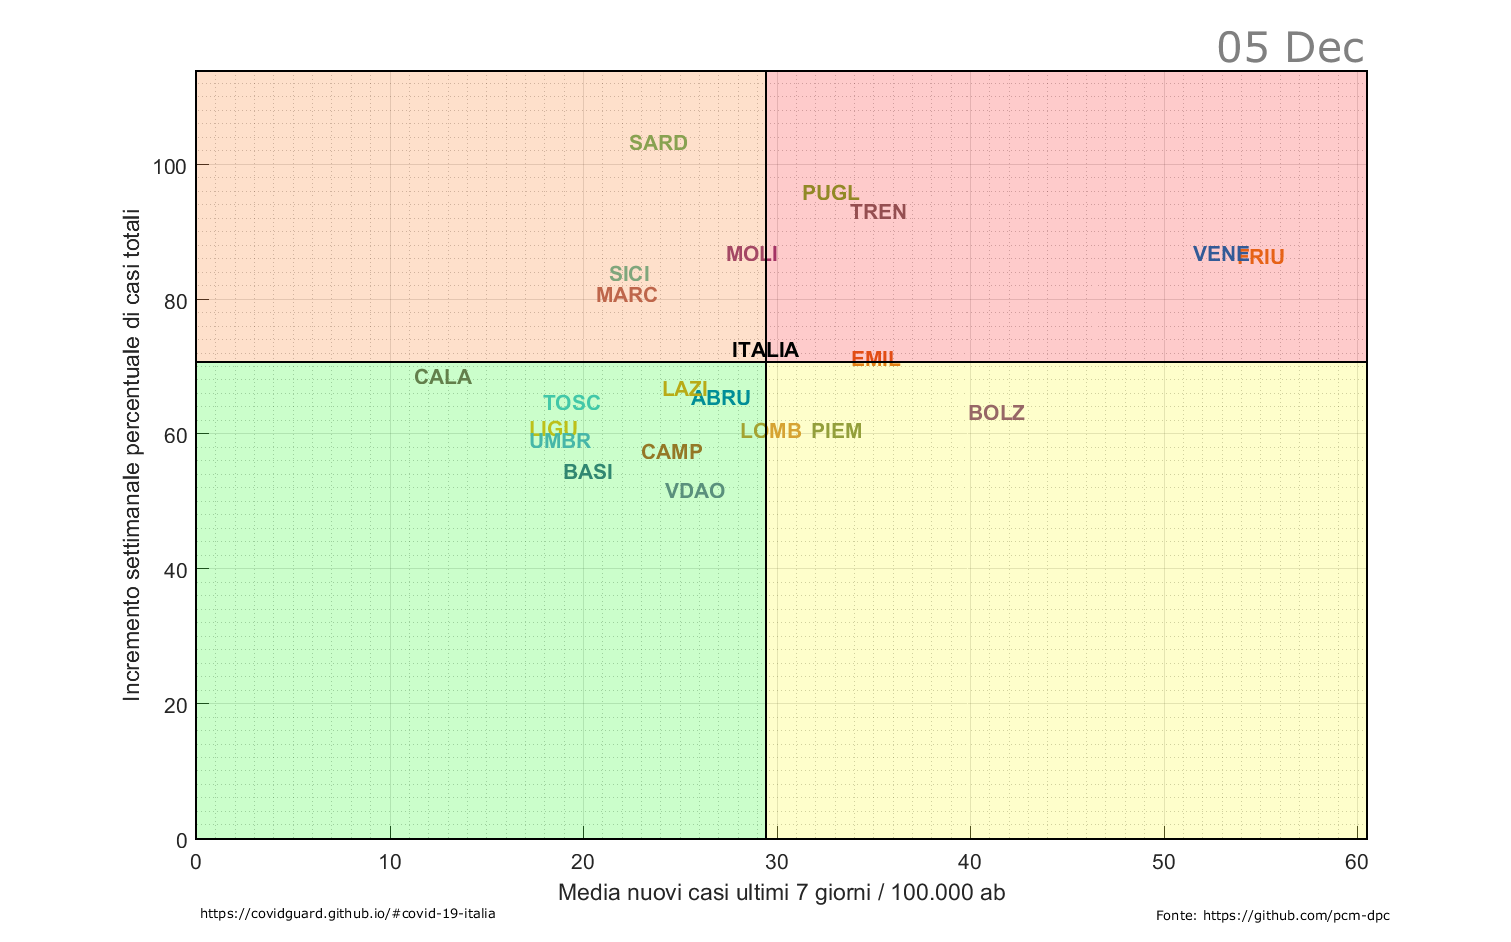 05 Dec
Incremento settimanale percentuale di casi totali
100
80
60
40
20
0
SARD
PUGL
TREN
MOLI
VENE
FRIU
SICI
MARC
ITALIA
EMIL
CALA
LAZI
ABRU
TOSC
BOLZ
LIGU
UMBR
LOMB
PIEM
CAMP
BASI
VDAO
0 10 20 30 40 50 60
Media nuovi casi ultimi 7 giorni / 100.000 ab
https://covidguard.github.io/#covid-19-italia
Fonte: https://github.com/pcm-dpc